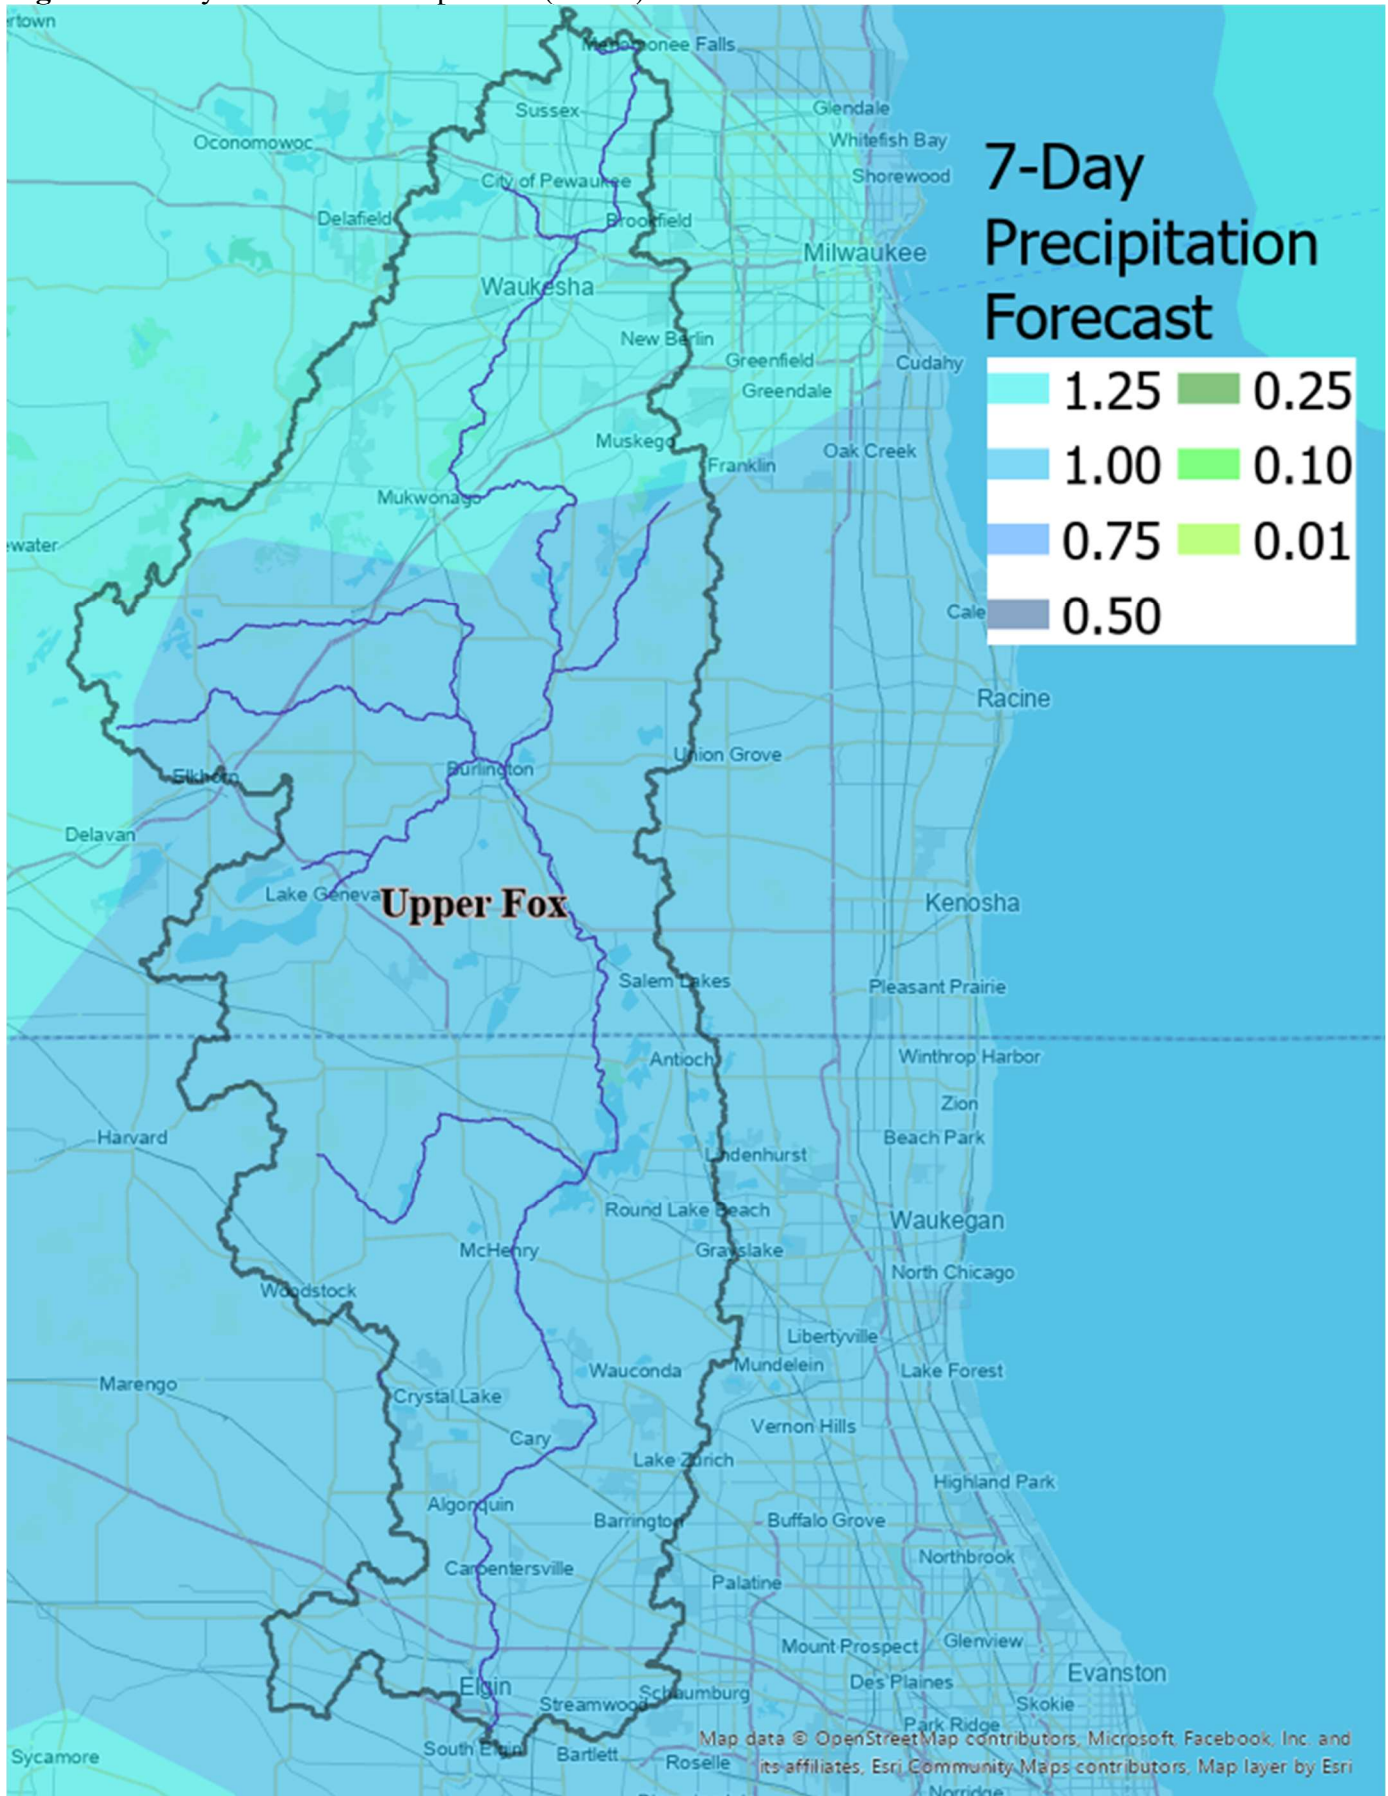 ertown
Menomonee Falls
Sussex
Glendale
Oconomowoc
Whitefish Bay
7-Day
Precipitation
Forecast
Shorewood
City of Pewaukee
Delafield
Brookfield
Milwaukee
Waukesha
New Berlin
Greenfield
Cudahy
Greendale
1.25
0.25
1.00
0.10
0.75
0.01
0.50
Muskego
Oak Creek
Franklin
Mukwonago
ewater
Cale
Racine
Union Grove
Burlington
Elkhorn
Delavan
Lake Geneva
Upper Fox
Kenosha
Salem Lakes
Pleasant Prairie
Antioch
Winthrop Harbor
Zion
Harvard
Beach Park
Lindenhurst
Round Lake Beach
Waukegan
McHenry
Grayslake
North Chicago
Woodstock
Libertyville
Wauconda
Mundelein
Lake Forest
Marengo
Crystal Lake
Vernon Hills
Cary
Lake Zurich
Highland Park
Algonquin
Barrington
Buffalo Grove
Northbrook
Carpentersville
Palatine
Mount Prospect
Glenview
Evanston
Elgin
Des Plaines
Schaumburg
Streamwood
Skokie
Park Ridge
Map data © OpenStreetMap contributors, Microsoft, Facebook, Inc. and
its affiliates, Esri Community Maps contributors, Map layer by Esri
South Elgin
Bartlett
Roselle
Sycamore
Norridge